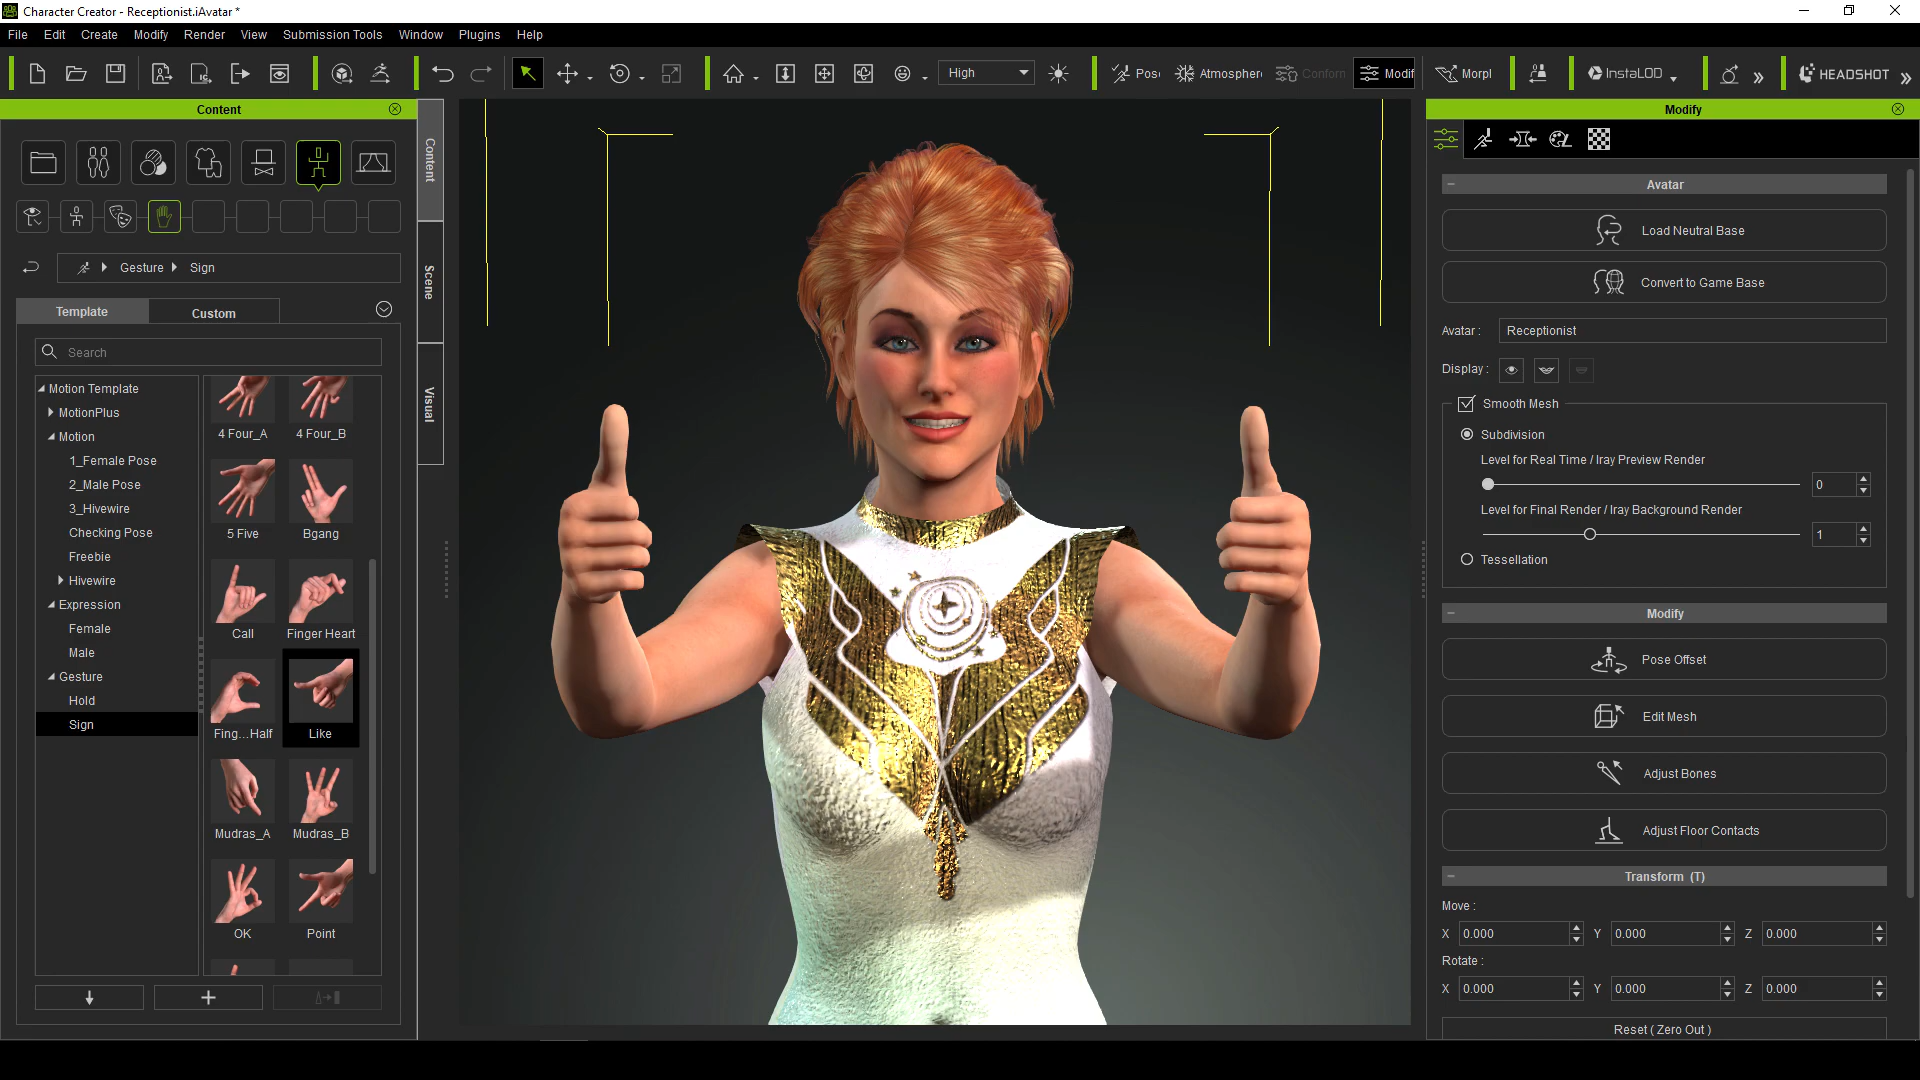 Character Creator - Receptionist.iAvatar *
File Edit Create Modify Render View Submission Tools Window Plugins Help
High Pos Atmospher Conform Modif Morpl InstaLOD HEADSHOT
Content
Content
Scene
Visual
Gesture Sign
Template Custom
Search
Motion Template
MotionPlus
Motion
1_Female Pose
2_Male Pose
3_Hivewire
Checking Pose
Freebie
Hivewire
Expression
Female
Male
Gesture
Hold
Sign
4 Four_A 4 Four_B
5 Five Bgang
Call Finger Heart
Fing...Half Like
Mudras_A Mudras_B
OK Point
Modify
Avatar
Load Neutral Base
Convert to Game Base
Avatar : Receptionist
Display :
Smooth Mesh
Subdivision
Level for Real Time / Iray Preview Render
0
Level for Final Render / Iray Background Render
1
Tessellation
Modify
Pose Offset
Edit Mesh
Adjust Bones
Adjust Floor Contacts
Transform (T)
Move :
X 0.000 Y 0.000 Z 0.000
Rotate :
X 0.000 Y 0.000 Z 0.000
Reset ( Zero Out )